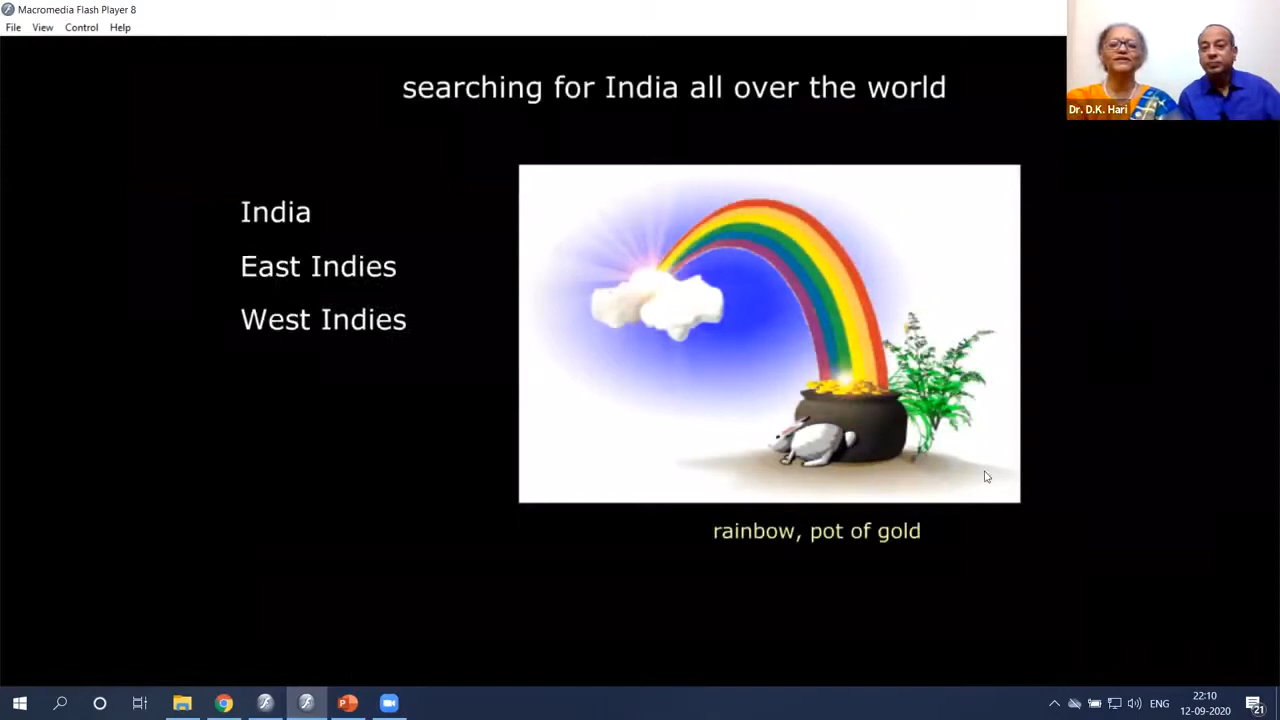 Macromedia Flash Player 8
File View Control Help
searching for India all over the world
Dr. D.K. Hari
India
East Indies
West Indies
rainbow, pot of gold
22:10
ENG
12-09-2020
21